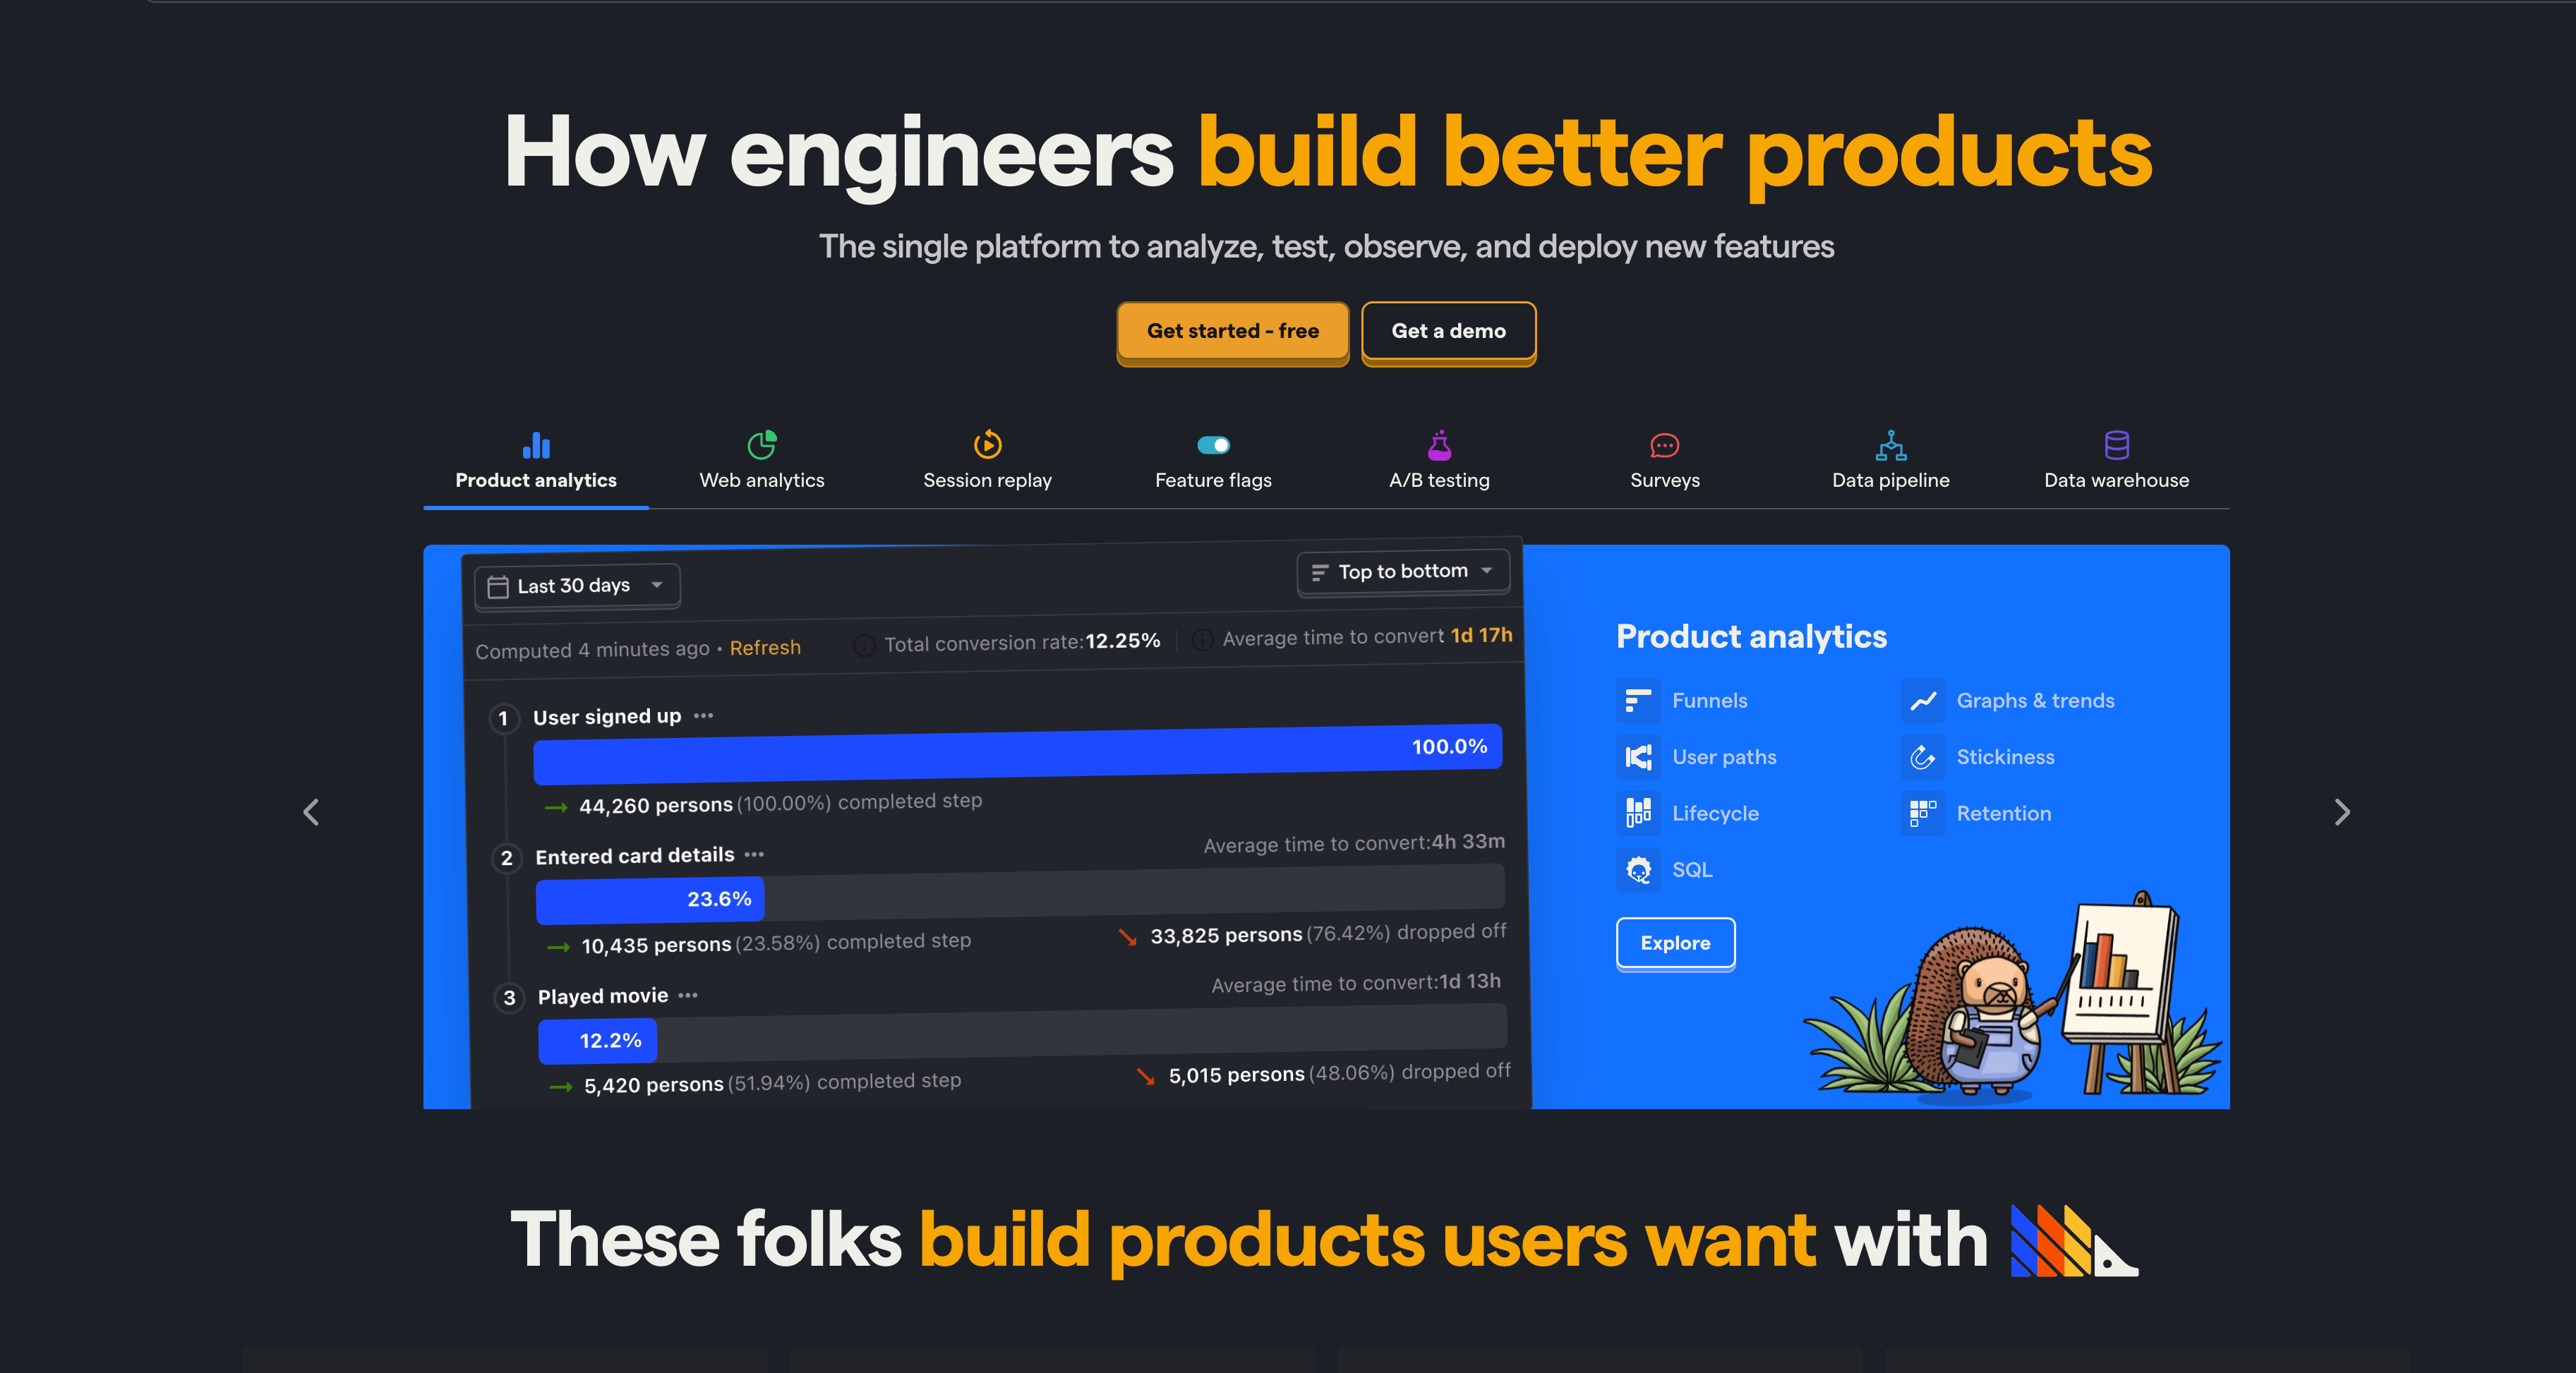 How engineers build better products
The single platform to analyze, test, observe, and deploy new features
Get started - free
Get a demo
Product analytics
Web analytics
Session replay
Feature flags
A/B testing
Surveys
Data pipeline
Data warehouse
Last 30 days
Top to bottom
Computed 4 minutes ago • Refresh
Total conversion rate:12.25%
Average time to convert 1d 17h
1 User signed up •••
100.0%
44,260 persons (100.00%) completed step
2 Entered card details •••
Average time to convert:4h 33m
23.6%
10,435 persons (23.58%) completed step
33,825 persons (76.42%) dropped off
3 Played movie •••
Average time to convert:1d 13h
12.2%
5,420 persons (51.94%) completed step
5,015 persons (48.06%) dropped off
Product analytics
Funnels
Graphs & trends
User paths
Stickiness
Lifecycle
Retention
SQL
Explore
These folks build products users want with